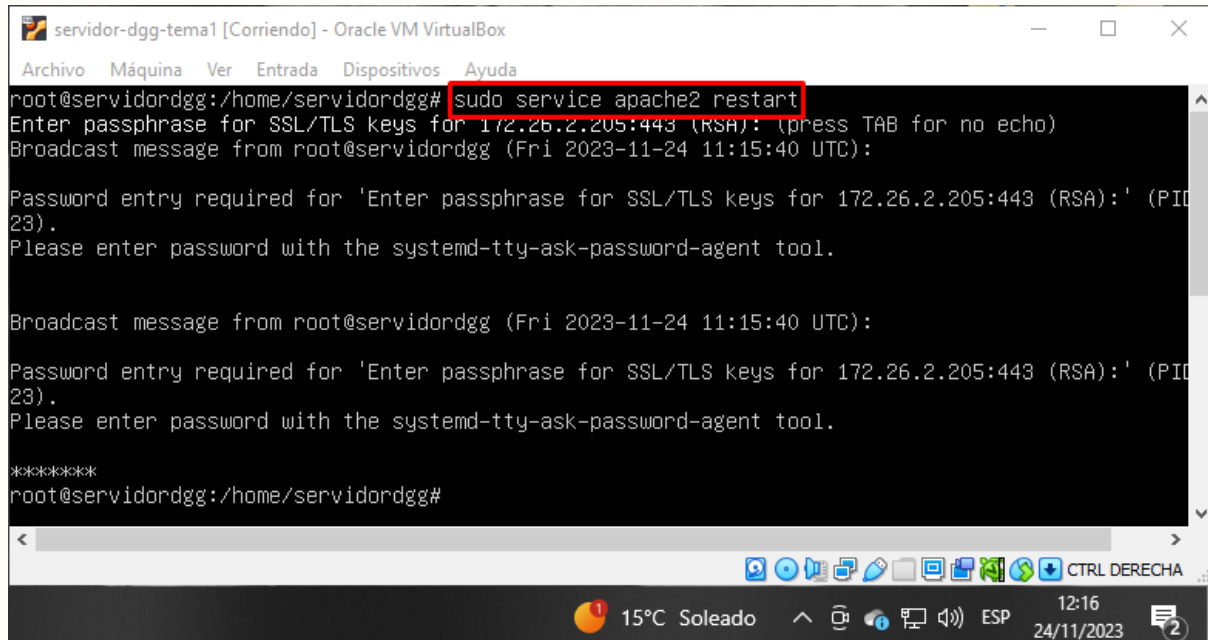 servidor-dgg-tema1 [Corriendo] - Oracle VM VirtualBox
Archivo Máquina Ver Entrada Dispositivos Ayuda
root@servidordgg:/home/servidordgg# sudo service apache2 restart
Enter passphrase for SSL/TLS keys for 172.26.2.205:443 (RSA): (press TAB for no echo)
Broadcast message from root@servidordgg (Fri 2023-11-24 11:15:40 UTC):
Password entry required for 'Enter passphrase for SSL/TLS keys for 172.26.2.205:443 (RSA):' (PID
23).
Please enter password with the systemd-tty-ask-password-agent tool.
Broadcast message from root@servidordgg (Fri 2023-11-24 11:15:40 UTC):
Password entry required for 'Enter passphrase for SSL/TLS keys for 172.26.2.205:443 (RSA):' (PID
23).
Please enter password with the systemd-tty-ask-password-agent tool.
*******
root@servidordgg:/home/servidordgg#
CTRL DERECHA
1 15°C Soleado ESP 12:16
24/11/2023 2